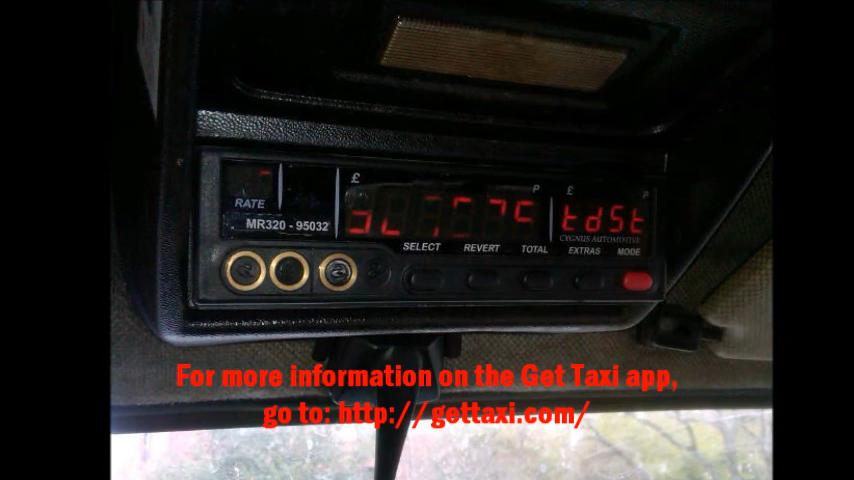 £ P £ P
RATE
MR320 - 95032
tdSt
CYGNUS AUTOMOTIVE
SELECT REVERT TOTAL EXTRAS MODE
For more information on the Get Taxi app,
go to: http://gettaxi.com/